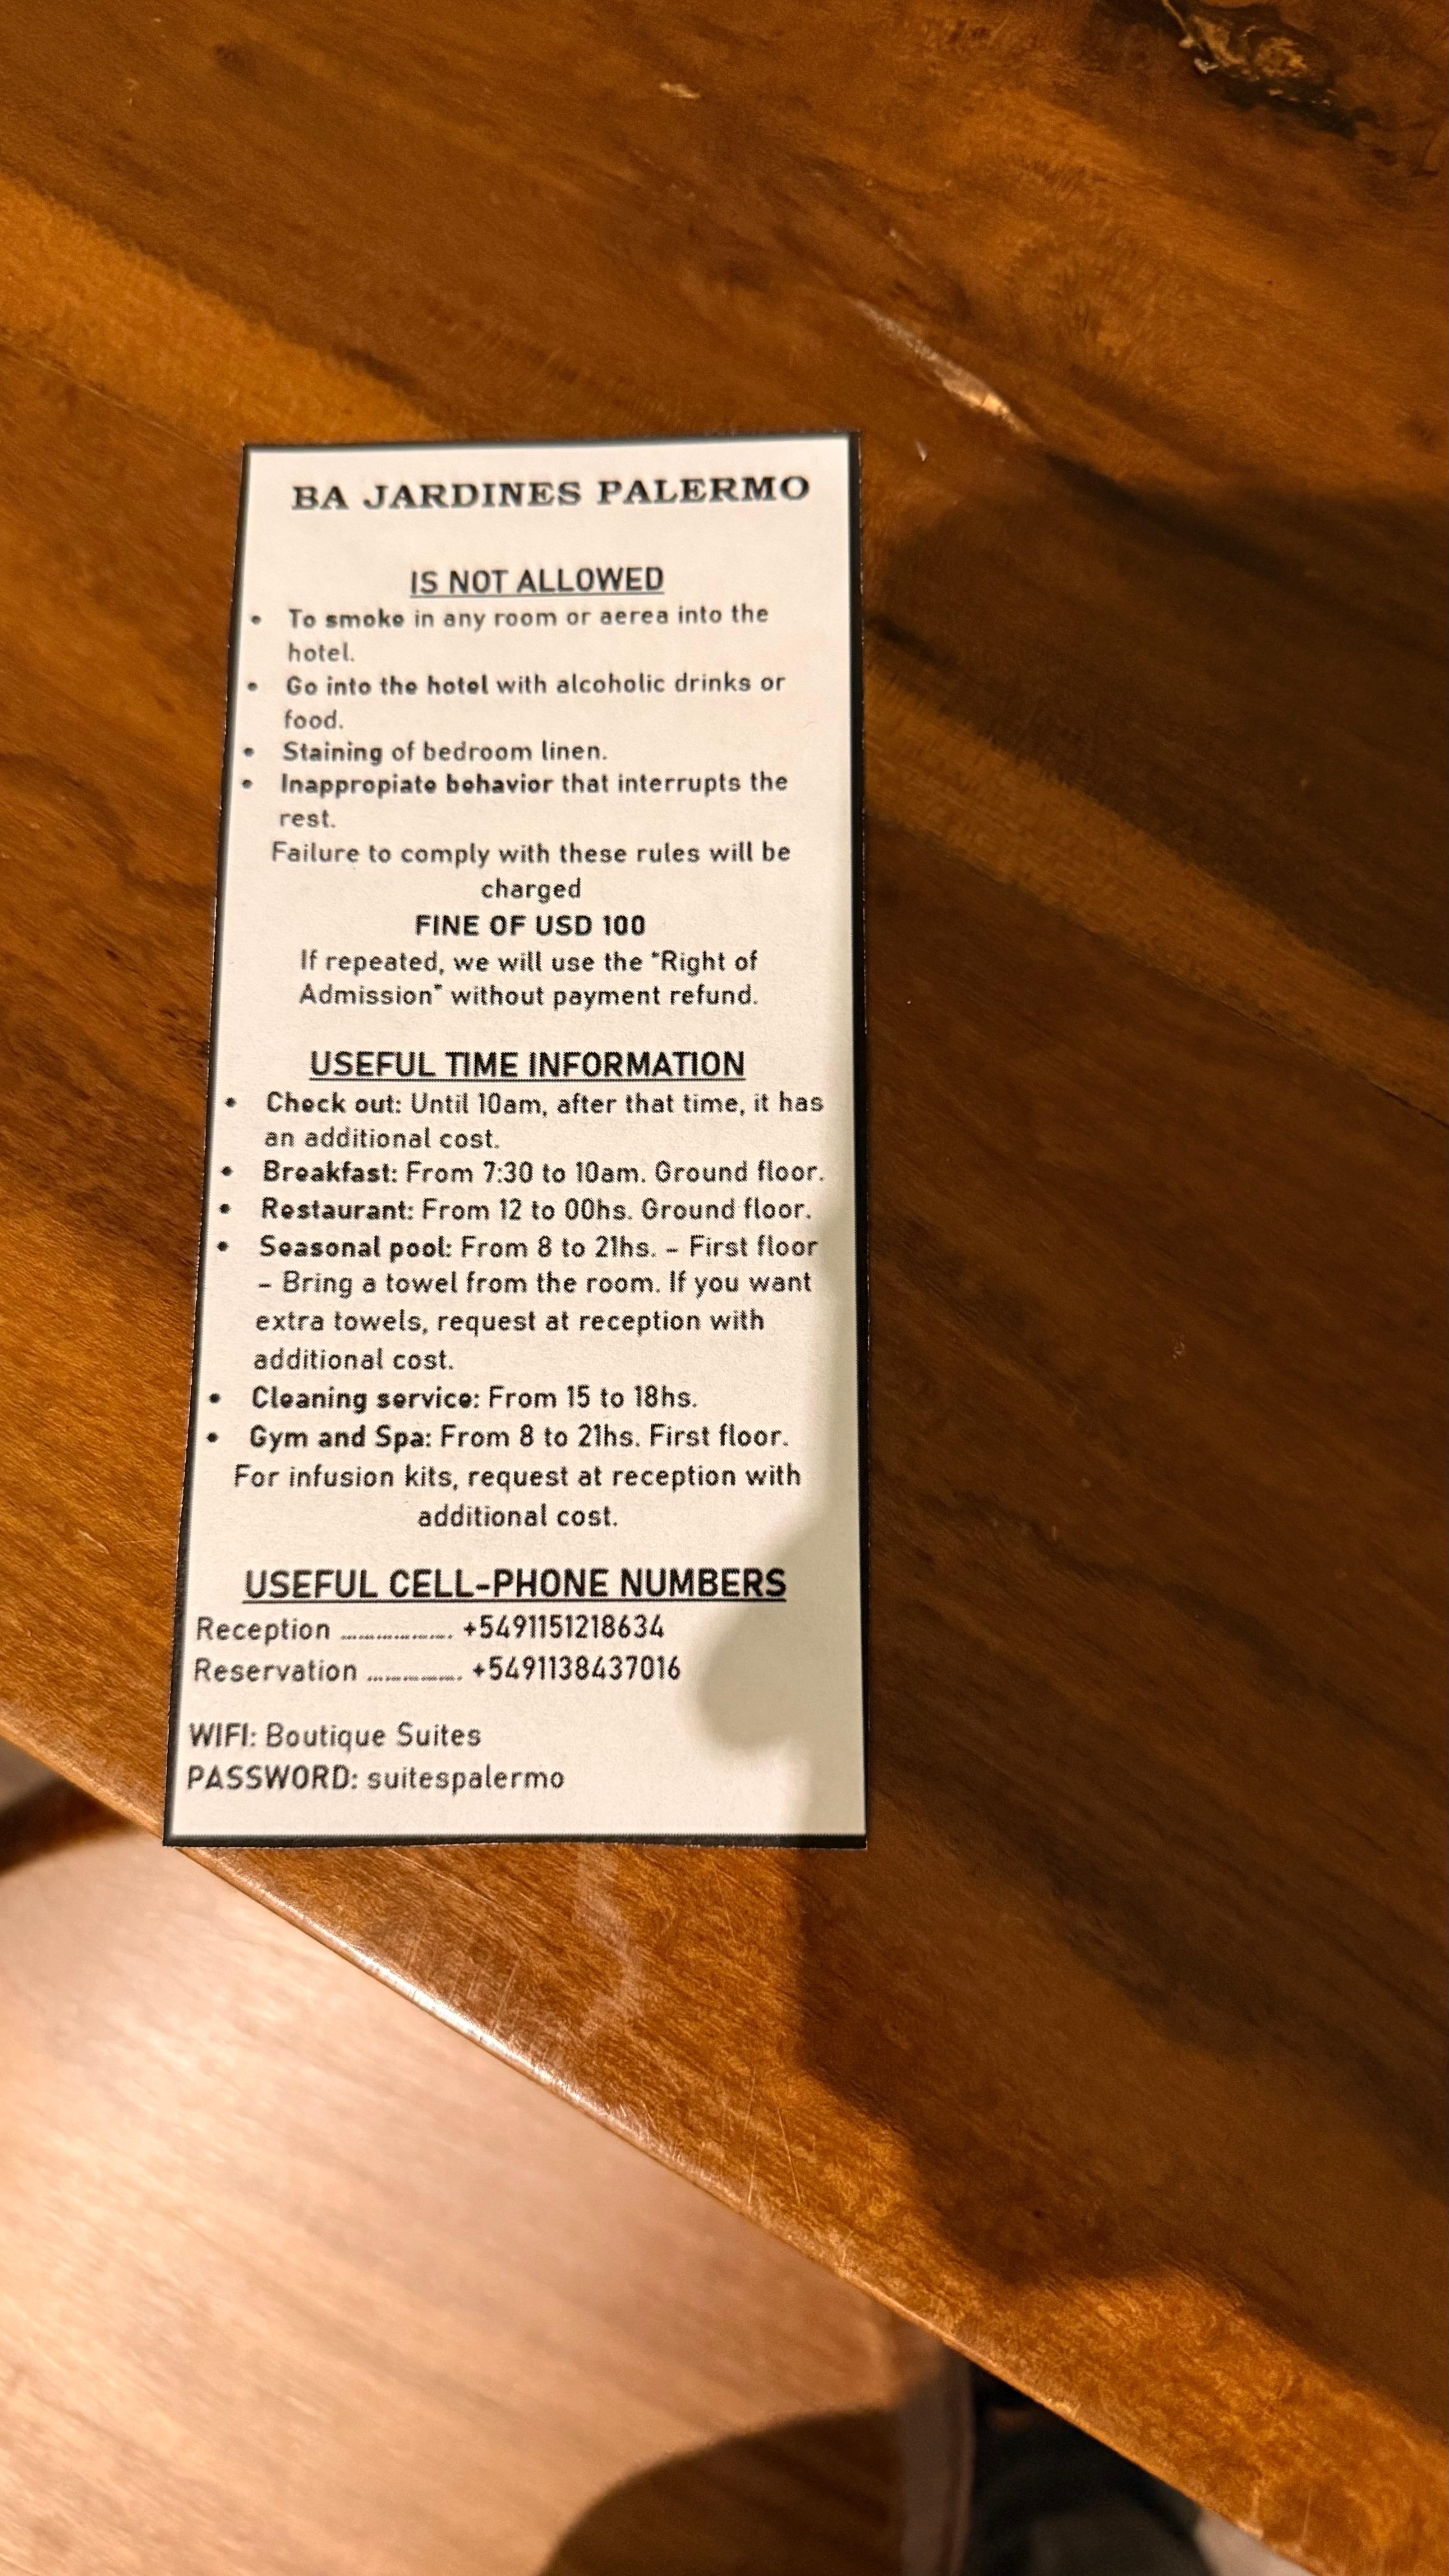 BA JARDINES PALERMO
IS NOT ALLOWED
• To smoke in any room or aerea into the
hotel.
• Go into the hotel with alcoholic drinks or
food.
• Staining of bedroom linen.
• Inappropiate behavior that interrupts the
rest.
Failure to comply with these rules will be
charged
FINE OF USD 100
If repeated, we will use the "Right of
Admission" without payment refund.
USEFUL TIME INFORMATION
• Check out: Until 10am, after that time, it has
an additional cost.
• Breakfast: From 7:30 to 10am. Ground floor.
• Restaurant: From 12 to 00hs. Ground floor.
• Seasonal pool: From 8 to 21hs. – First floor
– Bring a towel from the room. If you want
extra towels, request at reception with
additional cost.
• Cleaning service: From 15 to 18hs.
• Gym and Spa: From 8 to 21hs. First floor.
For infusion kits, request at reception with
additional cost.
USEFUL CELL-PHONE NUMBERS
Reception ................... +5491151218634
Reservation ................ +5491138437016
WIFI: Boutique Suites
PASSWORD: suitespalermo